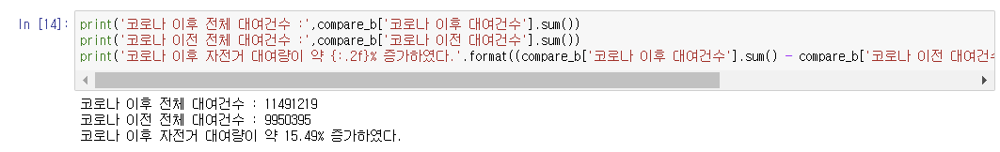 In [14]: print('코로나 이후 전체 대여건수 :',compare_b['코로나 이후 대여건수'].sum())
print('코로나 이전 전체 대여건수 :',compare_b['코로나 이전 대여건수'].sum())
print('코로나 이후 자전거 대여량이 약 {:.2f}% 증가하였다.'.format((compare_b['코로나 이후 대여건수'].sum() - compare_b['코로나 이전 대여건수
코로나 이후 전체 대여건수 : 11491219
코로나 이전 전체 대여건수 : 9950395
코로나 이후 자전거 대여량이 약 15.49% 증가하였다.